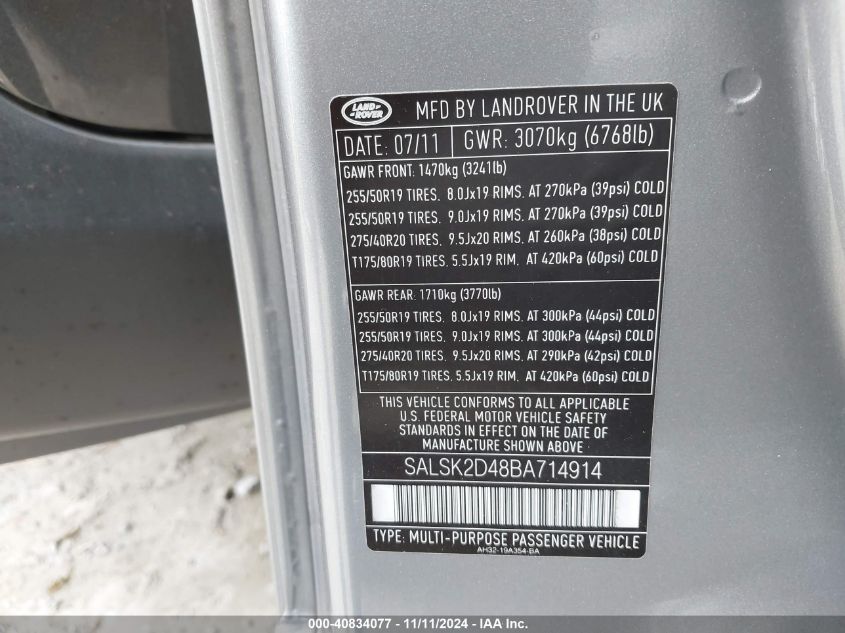 LAND ROVER
MFD BY LANDROVER IN THE UK
DATE: 07/11 GWR: 3070kg (6768lb)
GAWR FRONT: 1470kg (3241lb)
255/50R19 TIRES. 8.0Jx19 RIMS. AT 270kPa (39psi) COLD
255/50R19 TIRES. 9.0Jx19 RIMS. AT 270kPa (39psi) COLD
275/40R20 TIRES. 9.5Jx20 RIMS. AT 260kPa (38psi) COLD
T175/80R19 TIRES. 5.5Jx19 RIM. AT 420kPa (60psi) COLD
GAWR REAR: 1710kg (3770lb)
255/50R19 TIRES. 8.0Jx19 RIMS. AT 300kPa (44psi) COLD
255/50R19 TIRES. 9.0Jx19 RIMS. AT 300kPa (44psi) COLD
275/40R20 TIRES. 9.5Jx20 RIMS. AT 290kPa (42psi) COLD
T175/80R19 TIRES. 5.5Jx19 RIM. AT 420kPa (60psi) COLD
THIS VEHICLE CONFORMS TO ALL APPLICABLE
U.S. FEDERAL MOTOR VEHICLE SAFETY
STANDARDS IN EFFECT ON THE DATE OF
MANUFACTURE SHOWN ABOVE.
SALSK2D48BA714914
TYPE: MULTI-PURPOSE PASSENGER VEHICLE
AH32-19A354-BA
000-40834077 - 11/11/2024 - IAA Inc.